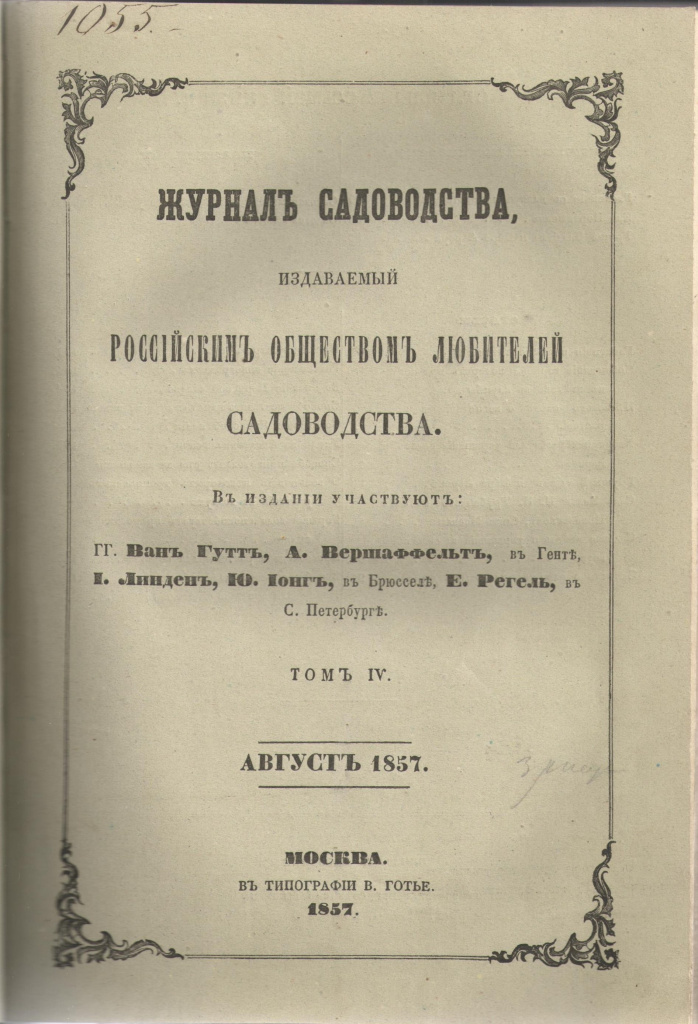 1055.
ЖУРНАЛЪ САДОВОДСТВА,
ИЗДАВАЕМЫЙ
РОССІЙСКИМЪ ОБЩЕСТВОМЪ ЛЮБИТЕЛЕЙ
САДОВОДСТВА.
Въ изданіи участвуютъ:
ГГ. Ванъ Гуттъ, А. Вершаффельтъ, въ Гентѣ,
І. Линденъ, Ю. Іонгъ, въ Брюсселѣ, Е. Регель, въ
С. Петербургѣ.
ТОМЪ IV.
АВГУСТЪ 1857.
МОСКВА.
ВЪ ТИПОГРАФІИ В. ГОТЬЕ.
1857.